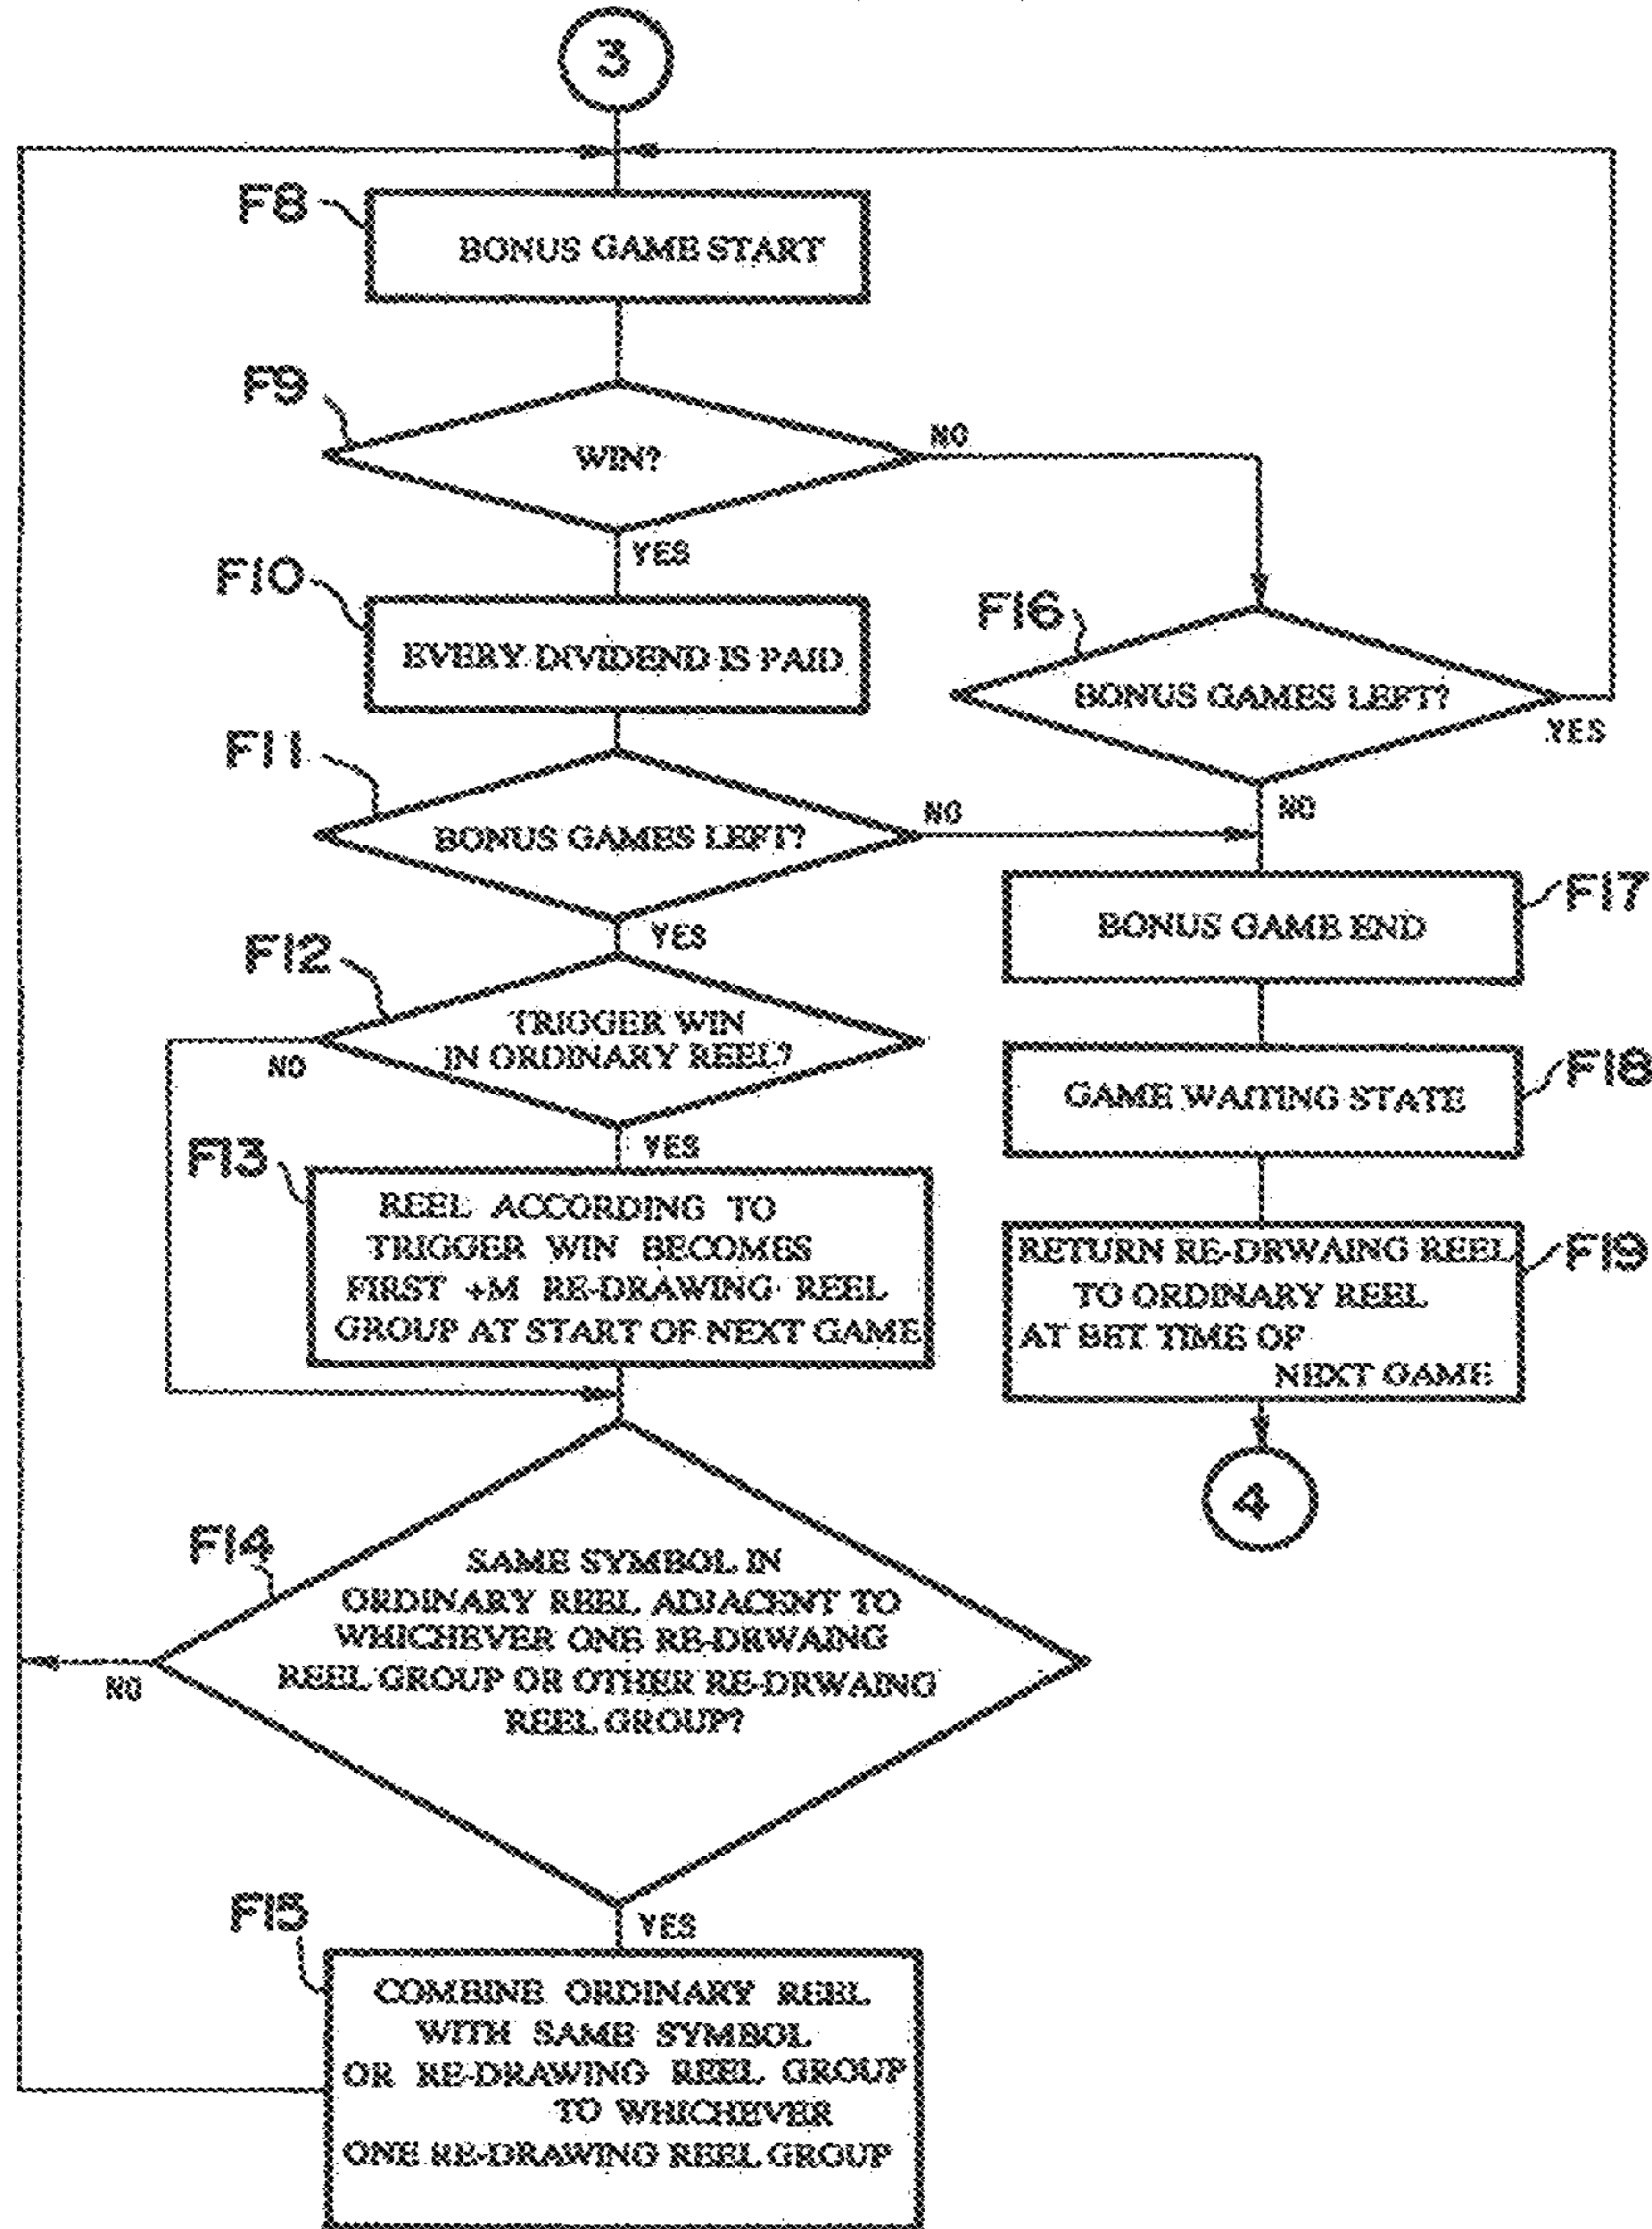 3
F8
BONUS GAME START
F9
WIN?
NO
YES
F10
EVERY DIVIDEND IS PAID
F16
BONUS GAMES LEFT?
YES
NO
F11
BONUS GAMES LEFT?
NO
YES
F17
BONUS GAME END
F12
TRIGGER WIN
IN ORDINARY REEL?
NO
YES
F18
GAME WAITING STATE
F13
REEL ACCORDING TO
TRIGGER WIN BECOMES
FIRST +M RE-DRAWING REEL
GROUP AT START OF NEXT GAME
F19
RETURN RE-DRWAING REEL
TO ORDINARY REEL
AT BET TIME OF
NEXT GAME
4
F14
SAME SYMBOL IN
ORDINARY REEL ADJACENT TO
WHICHEVER ONE RE-DRWAING
REEL GROUP OR OTHER RE-DRWAING
REEL GROUP?
NO
YES
F15
COMBINE ORDINARY REEL
WITH SAME SYMBOL
OR RE-DRAWING REEL GROUP
TO WHICHEVER
ONE RE-DRAWING REEL GROUP